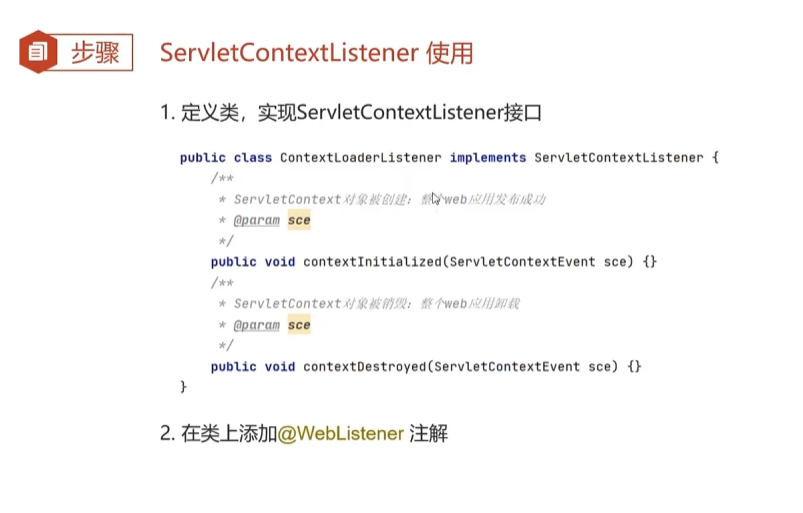 步骤
ServletContextListener 使用
1. 定义类，实现ServletContextListener接口
public class ContextLoaderListener implements ServletContextListener {
/**
* ServletContext对象被创建：整个web应用发布成功
* @param sce
*/
public void contextInitialized(ServletContextEvent sce) {}
/**
* ServletContext对象被销毁：整个web应用卸载
* @param sce
*/
public void contextDestroyed(ServletContextEvent sce) {}
}
2. 在类上添加@WebListener 注解